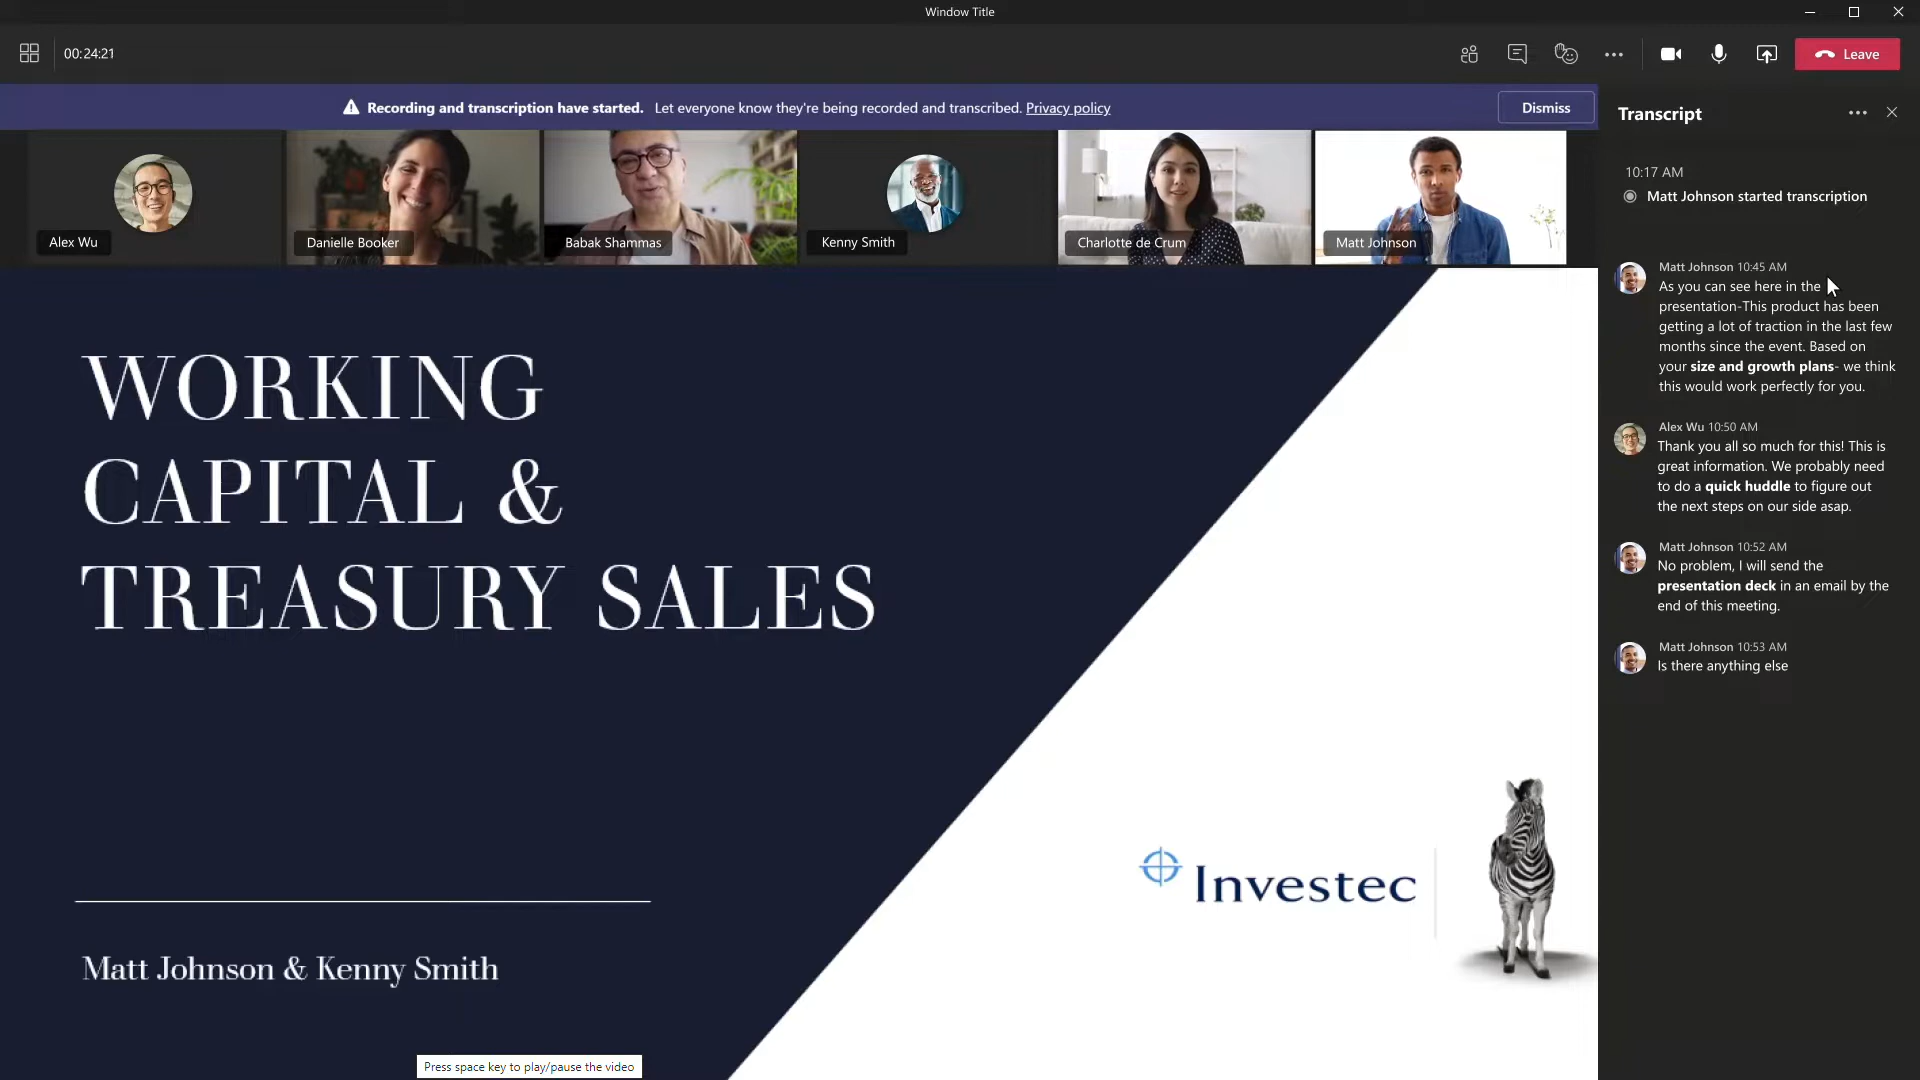 Window Title
00:24:21
Leave
Recording and transcription have started. Let everyone know they're being recorded and transcribed. Privacy policy
Dismiss
Alex Wu
Danielle Booker
Babak Shammas
Kenny Smith
Charlotte de Crum
Matt Johnson
WORKING
CAPITAL &
TREASURY SALES
Matt Johnson & Kenny Smith
Investec
Press space key to play/pause the video
Transcript
10:17 AM
Matt Johnson started transcription
Matt Johnson 10:45 AM
As you can see here in the
presentation-This product has been
getting a lot of traction in the last few
months since the event. Based on
your size and growth plans- we think
this would work perfectly for you.
Alex Wu 10:50 AM
Thank you all so much for this! This is
great information. We probably need
to do a quick huddle to figure out
the next steps on our side asap.
Matt Johnson 10:52 AM
No problem, I will send the
presentation deck in an email by the
end of this meeting.
Matt Johnson 10:53 AM
Is there anything else